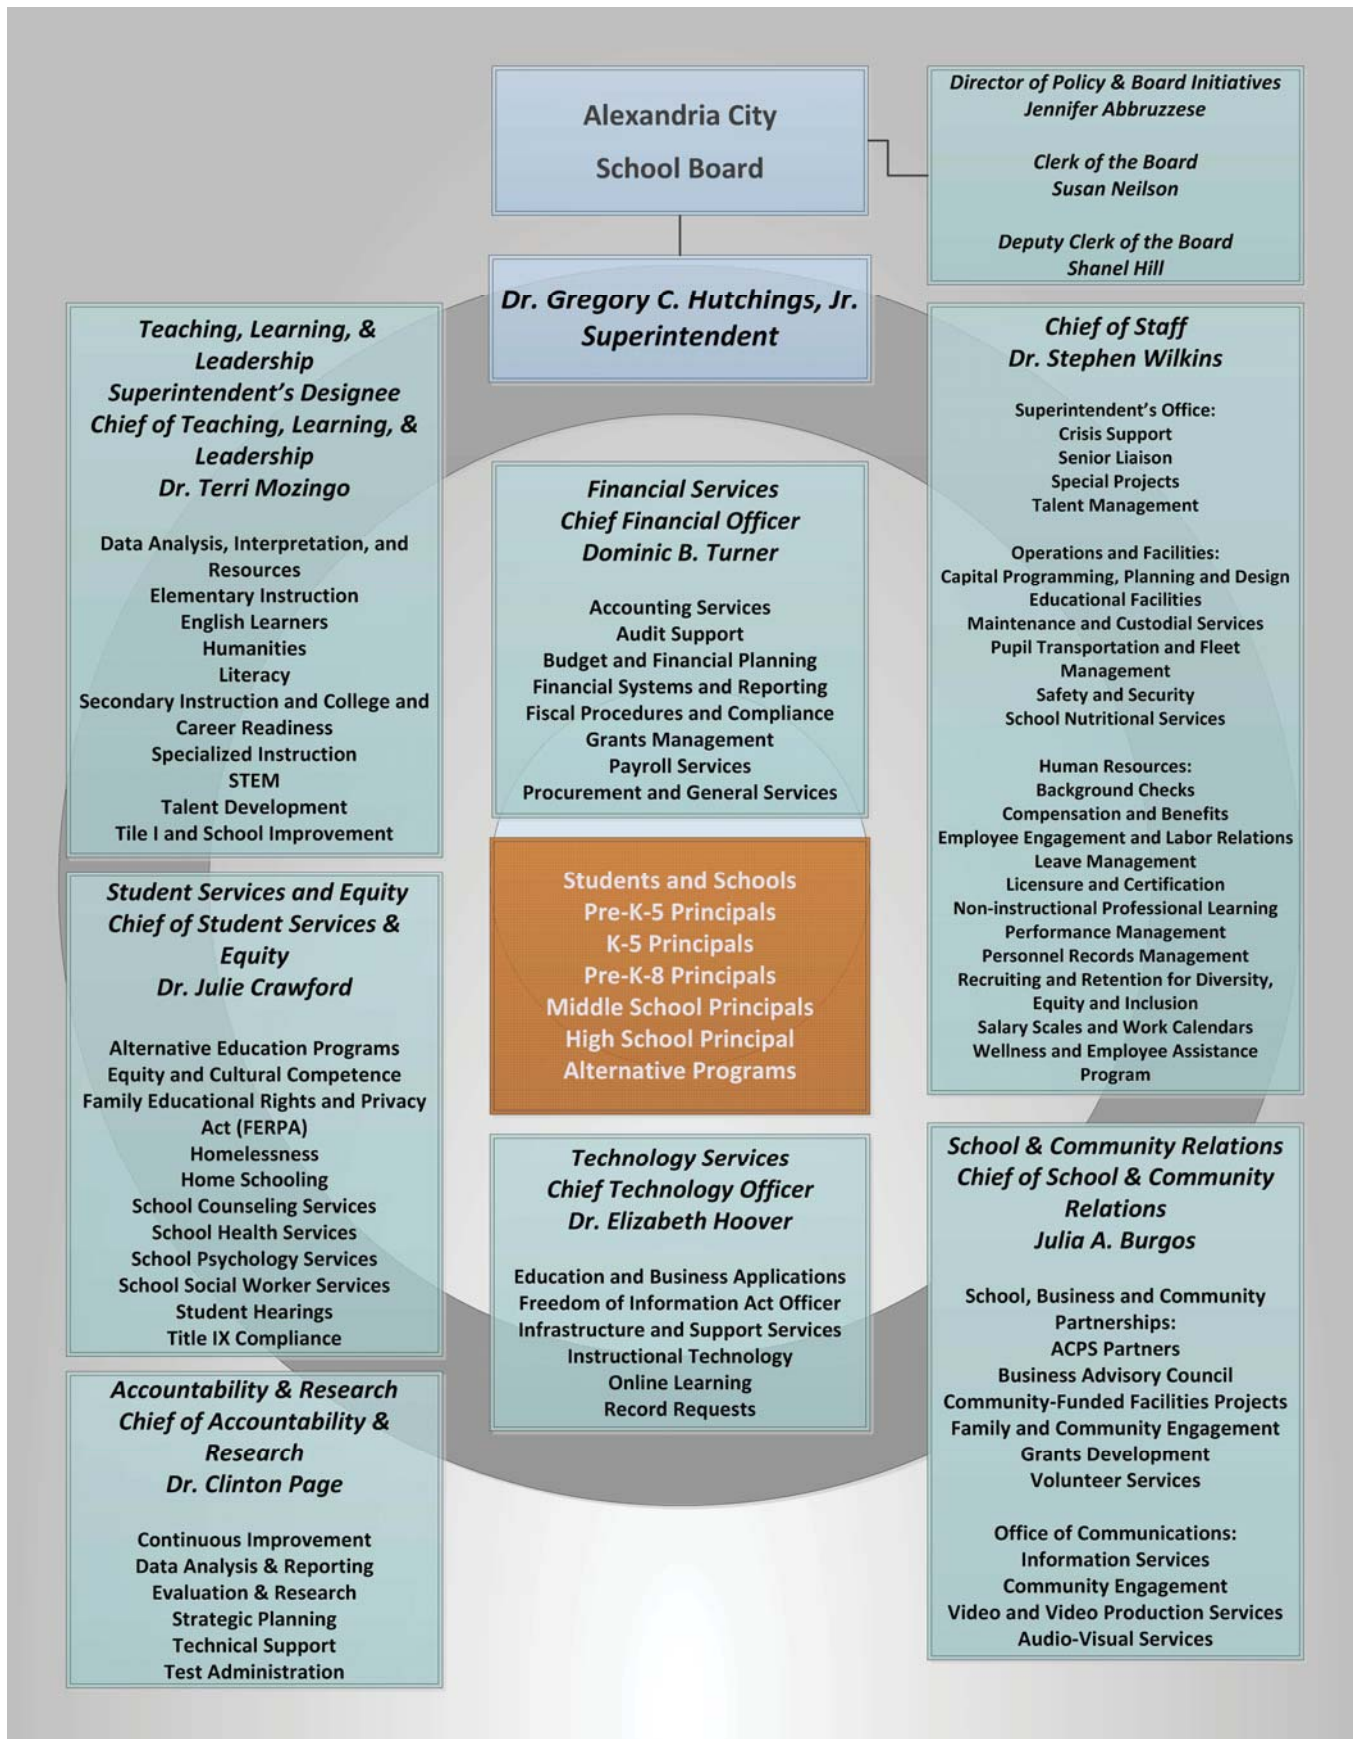 Alexandria City
School Board
Director of Policy & Board Initiatives
Jennifer Abbruzzese
Clerk of the Board
Susan Neilson
Deputy Clerk of the Board
Shanel Hill
Dr. Gregory C. Hutchings, Jr.
Superintendent
Teaching, Learning, &
Leadership
Superintendent's Designee
Chief of Teaching, Learning, &
Leadership
Dr. Terri Mozingo
Data Analysis, Interpretation, and
Resources
Elementary Instruction
English Learners
Humanities
Literacy
Secondary Instruction and College and
Career Readiness
Specialized Instruction
STEM
Talent Development
Tile I and School Improvement
Financial Services
Chief Financial Officer
Dominic B. Turner
Accounting Services
Audit Support
Budget and Financial Planning
Financial Systems and Reporting
Fiscal Procedures and Compliance
Grants Management
Payroll Services
Procurement and General Services
Chief of Staff
Dr. Stephen Wilkins
Superintendent's Office:
Crisis Support
Senior Liaison
Special Projects
Talent Management
Operations and Facilities:
Capital Programming, Planning and Design
Educational Facilities
Maintenance and Custodial Services
Pupil Transportation and Fleet
Management
Safety and Security
School Nutritional Services
Human Resources:
Background Checks
Compensation and Benefits
Employee Engagement and Labor Relations
Leave Management
Licensure and Certification
Non-instructional Professional Learning
Performance Management
Personnel Records Management
Recruiting and Retention for Diversity,
Equity and Inclusion
Salary Scales and Work Calendars
Wellness and Employee Assistance
Program
Student Services and Equity
Chief of Student Services &
Equity
Dr. Julie Crawford
Alternative Education Programs
Equity and Cultural Competence
Family Educational Rights and Privacy
Act (FERPA)
Homelessness
Home Schooling
School Counseling Services
School Health Services
School Psychology Services
School Social Worker Services
Student Hearings
Title IX Compliance
Students and Schools
Pre-K-5 Principals
K-5 Principals
Pre-K-8 Principals
Middle School Principals
High School Principal
Alternative Programs
Technology Services
Chief Technology Officer
Dr. Elizabeth Hoover
Education and Business Applications
Freedom of Information Act Officer
Infrastructure and Support Services
Instructional Technology
Online Learning
Record Requests
School & Community Relations
Chief of School & Community
Relations
Julia A. Burgos
School, Business and Community
Partnerships:
ACPS Partners
Business Advisory Council
Community-Funded Facilities Projects
Family and Community Engagement
Grants Development
Volunteer Services
Office of Communications:
Information Services
Community Engagement
Video and Video Production Services
Audio-Visual Services
Accountability & Research
Chief of Accountability &
Research
Dr. Clinton Page
Continuous Improvement
Data Analysis & Reporting
Evaluation & Research
Strategic Planning
Technical Support
Test Administration